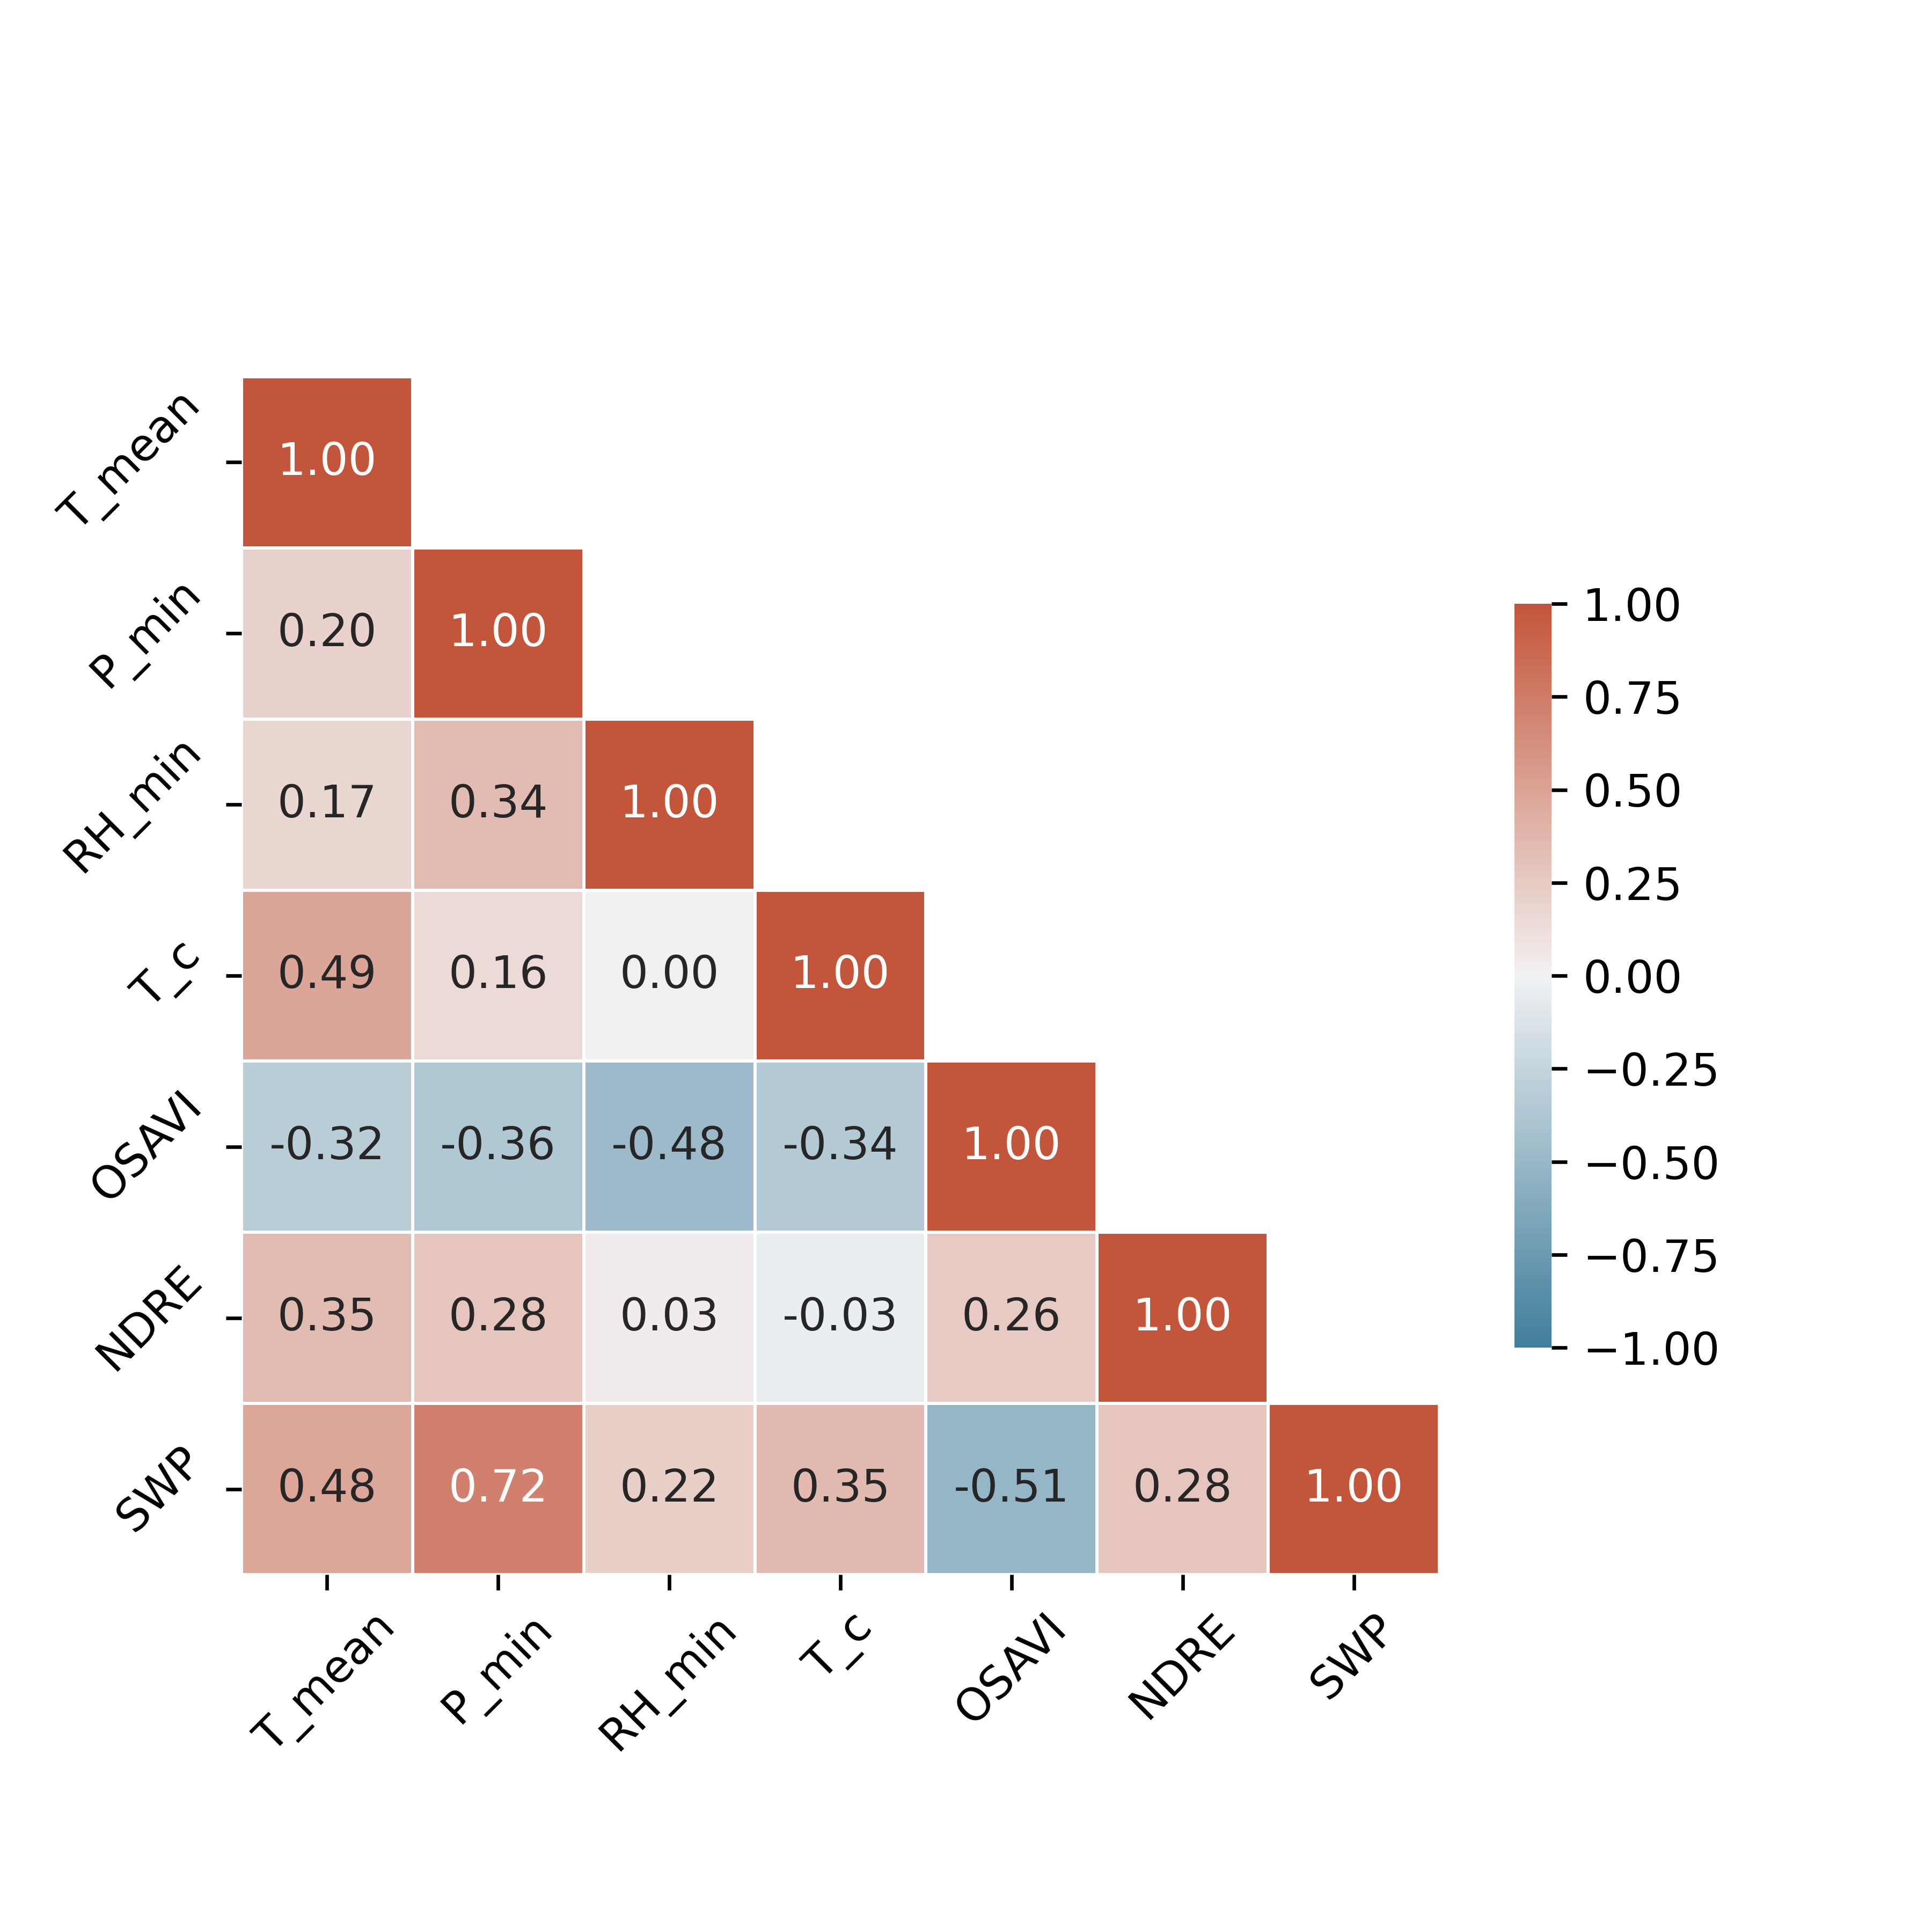 T_mean 1.00
P_min 0.20 1.00
RH_min 0.17 0.34 1.00
T_c 0.49 0.16 0.00 1.00
OSAVI -0.32 -0.36 -0.48 -0.34 1.00
NDRE 0.35 0.28 0.03 -0.03 0.26 1.00
SWP 0.48 0.72 0.22 0.35 -0.51 0.28 1.00
T_mean P_min RH_min T_c OSAVI NDRE SWP
1.00
0.75
0.50
0.25
0.00
−0.25
−0.50
−0.75
−1.00